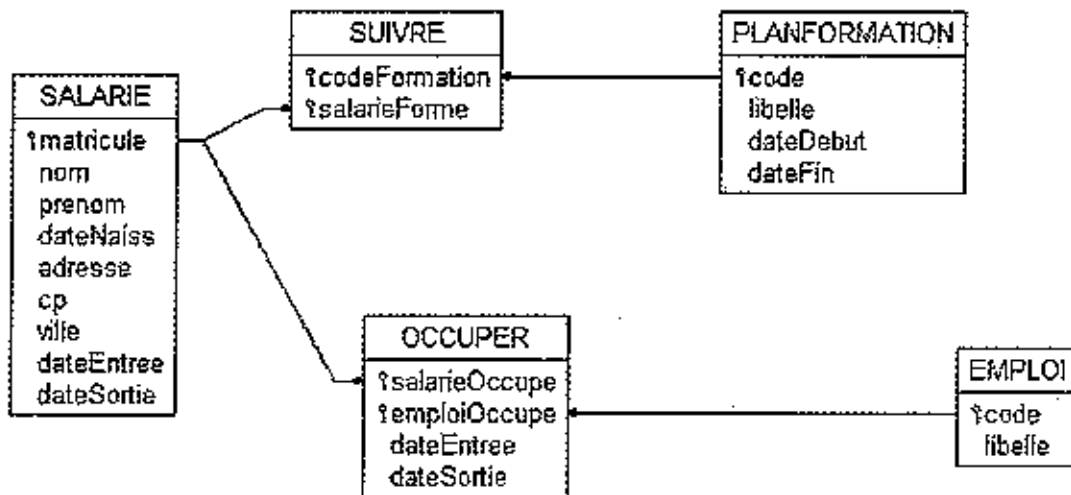 SALARIE
matricule
nom
prenom
dateNaiss
adresse
cp
ville
dateEntree
dateSortie
SUIVRE
codeFormation
salarieForme
PLANFORMATION
code
libelle
dateDebut
dateFin
OCCUPER
salarieOccupe
emploiOccupe
dateEntree
dateSortie
EMPLOI
code
libelle